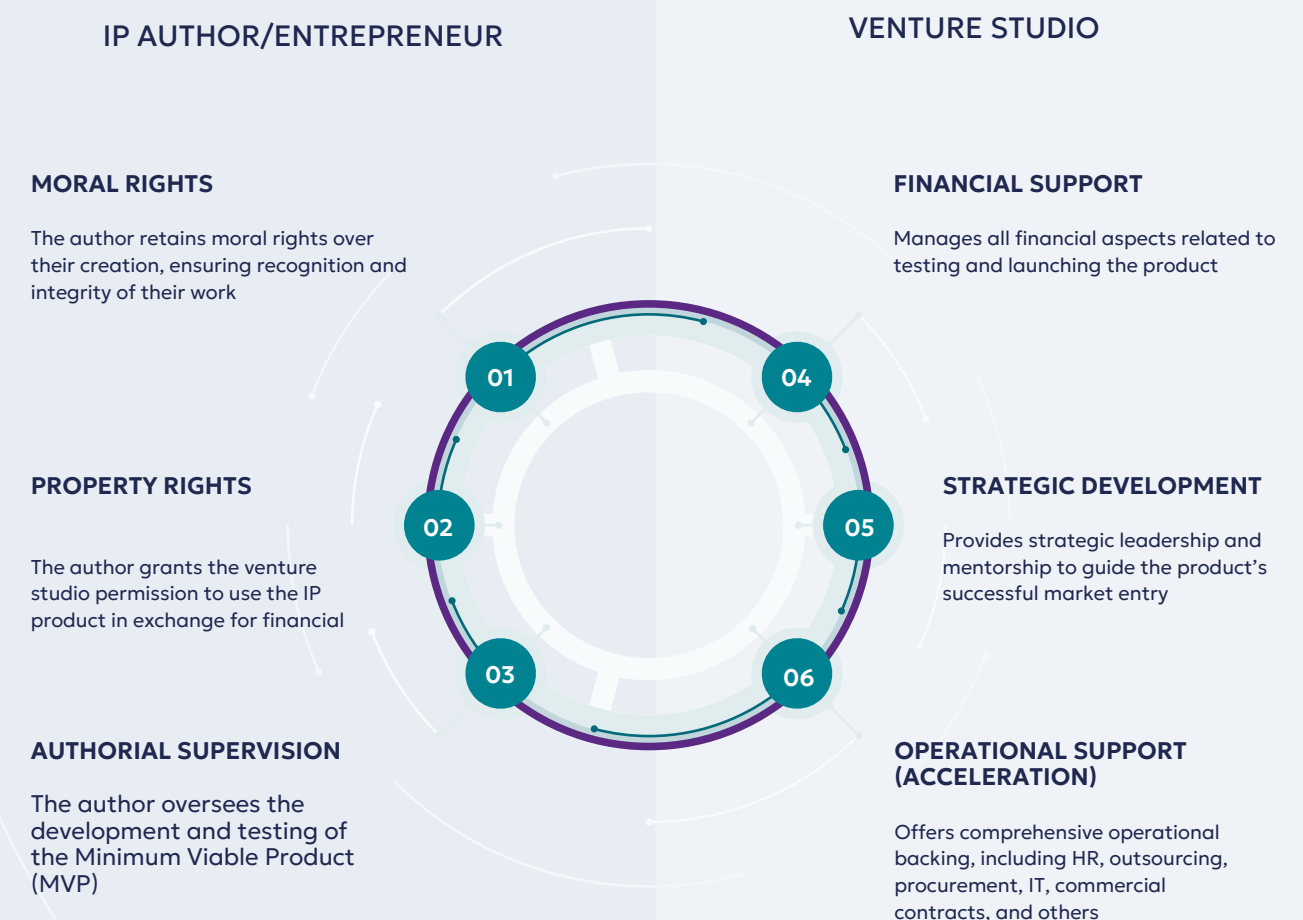 IP AUTHOR/ENTREPRENEUR
VENTURE STUDIO
MORAL RIGHTS
The author retains moral rights over
their creation, ensuring recognition and
integrity of their work
PROPERTY RIGHTS
The author grants the venture
studio permission to use the IP
product in exchange for financial
AUTHORIAL SUPERVISION
The author oversees the
development and testing of
the Minimum Viable Product
(MVP)
01
02
03
04
05
06
FINANCIAL SUPPORT
Manages all financial aspects related to
testing and launching the product
STRATEGIC DEVELOPMENT
Provides strategic leadership and
mentorship to guide the product’s
successful market entry
OPERATIONAL SUPPORT
(ACCELERATION)
Offers comprehensive operational
backing, including HR, outsourcing,
procurement, IT, commercial
contracts, and others